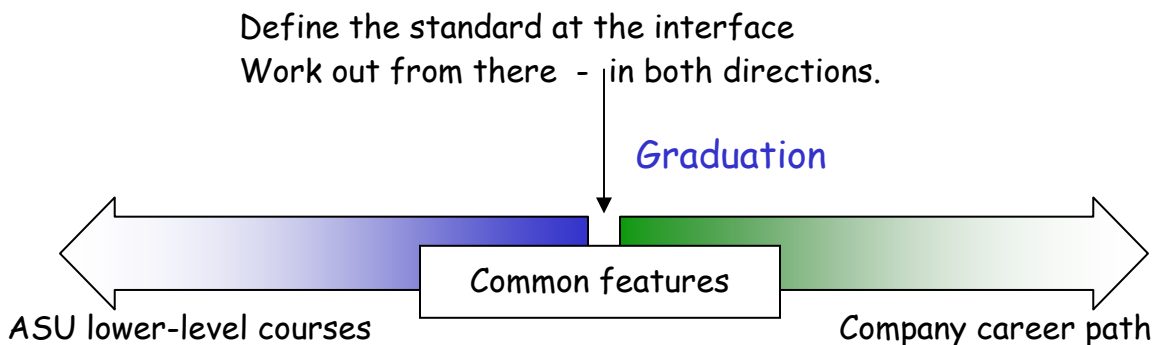 Define the standard at the interface
Work out from there - in both directions.
Graduation
Common features
ASU lower-level courses
Company career path